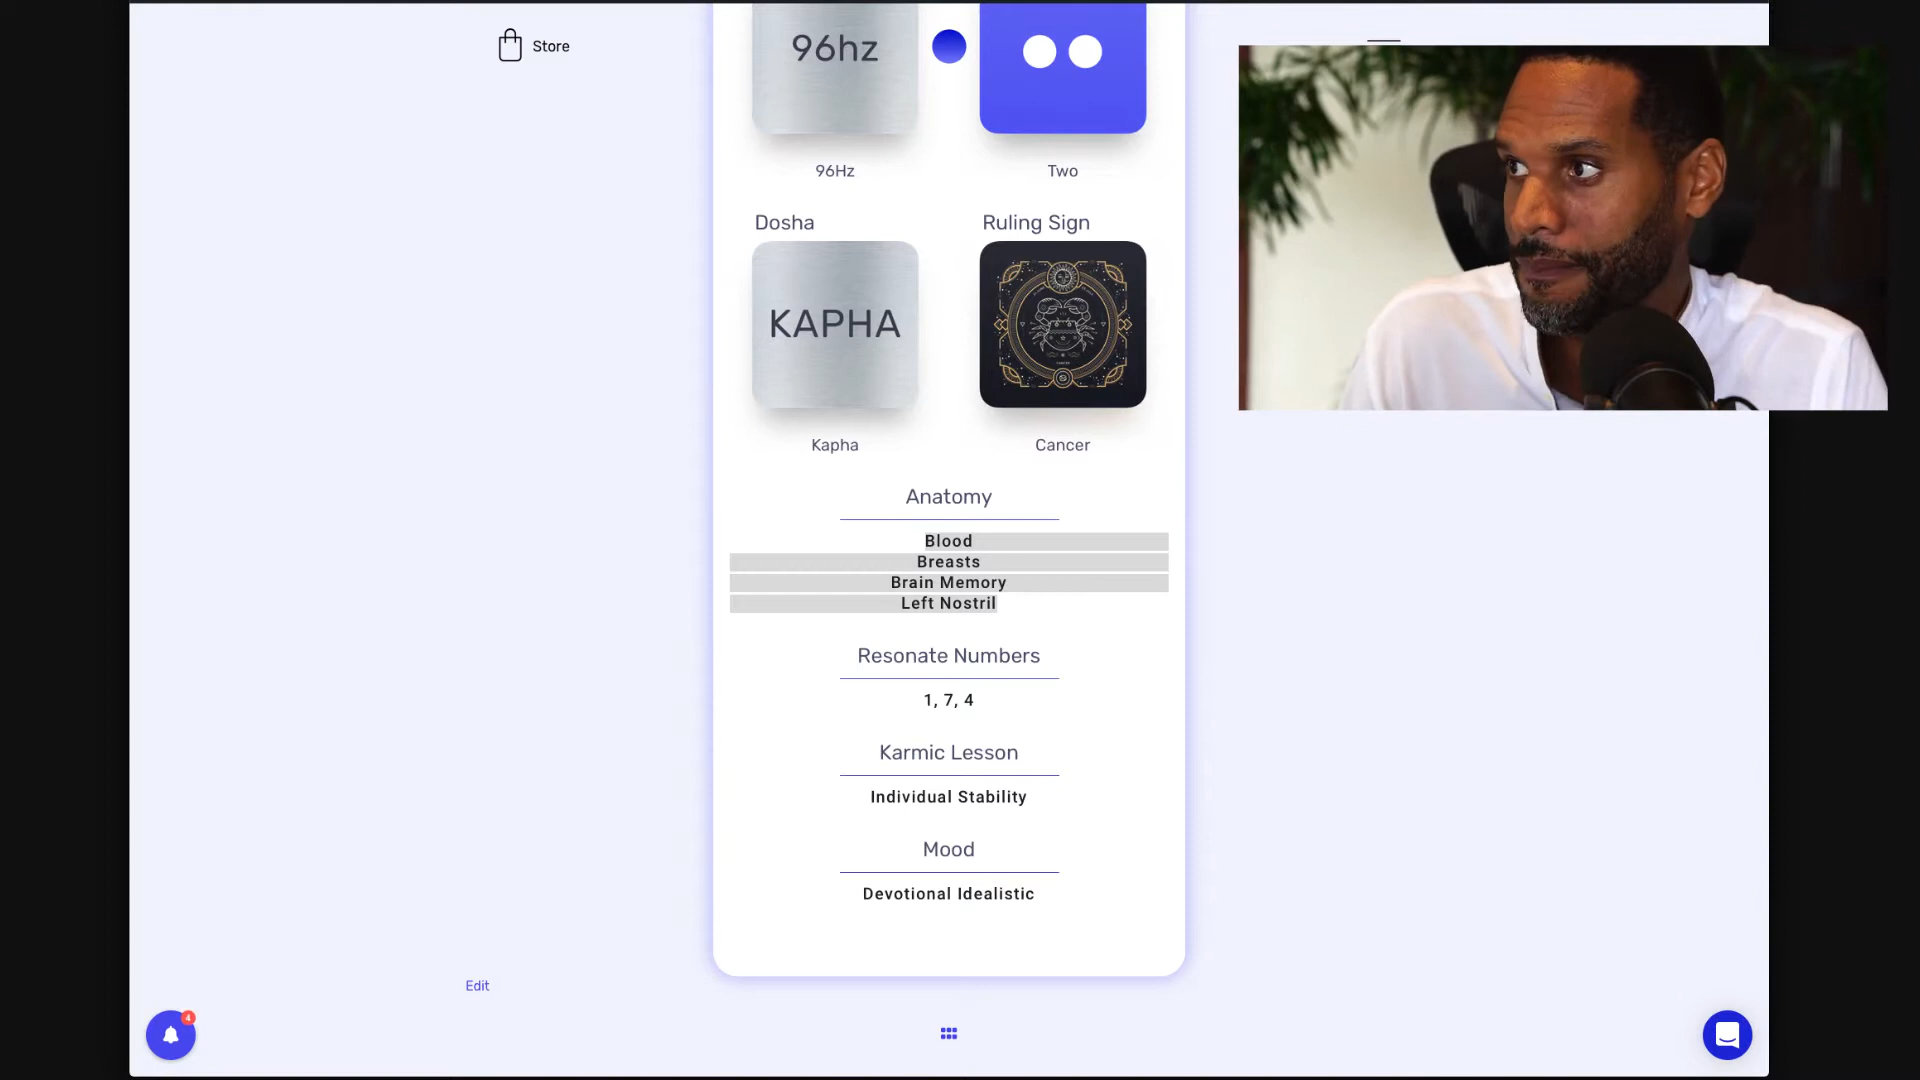 Store
96hz
96Hz
Two
Dosha
Ruling Sign
KAPHA
Kapha
Cancer
Anatomy
Blood
Breasts
Brain Memory
Left Nostril
Resonate Numbers
1, 7, 4
Karmic Lesson
Individual Stability
Mood
Devotional Idealistic
Edit
4